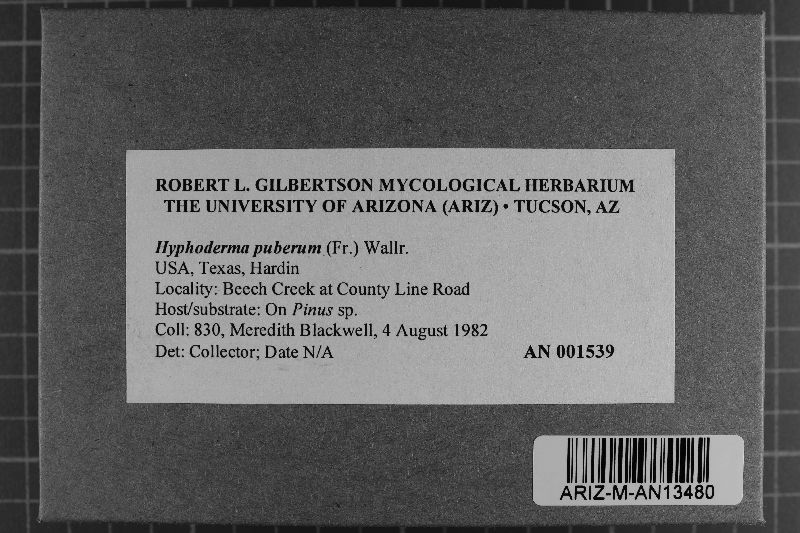 ROBERT L. GILBERTSON MYCOLOGICAL HERBARIUM
THE UNIVERSITY OF ARIZONA (ARIZ) • TUCSON, AZ
Hyphoderma puberum (Fr.) Wallr.
USA, Texas, Hardin
Locality: Beech Creek at County Line Road
Host/substrate: On Pinus sp.
Coll: 830, Meredith Blackwell, 4 August 1982
Det: Collector; Date N/A AN 001539
ARIZ-M-AN13480